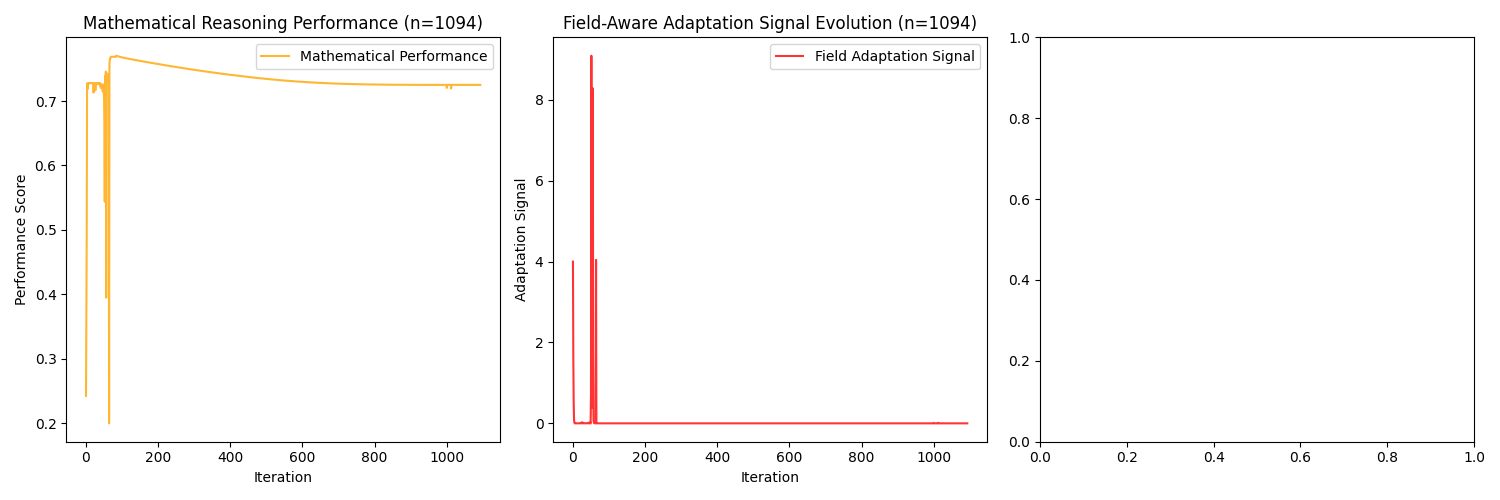 Mathematical Reasoning Performance (n=1094)
Mathematical Performance
Performance Score
0.7
0.6
0.5
0.4
0.3
0.2
0 200 400 600 800 1000
Iteration
Field-Aware Adaptation Signal Evolution (n=1094)
Field Adaptation Signal
Adaptation Signal
8
6
4
2
0
0 200 400 600 800 1000
Iteration
1.0
0.8
0.6
0.4
0.2
0.0
0.0 0.2 0.4 0.6 0.8 1.0